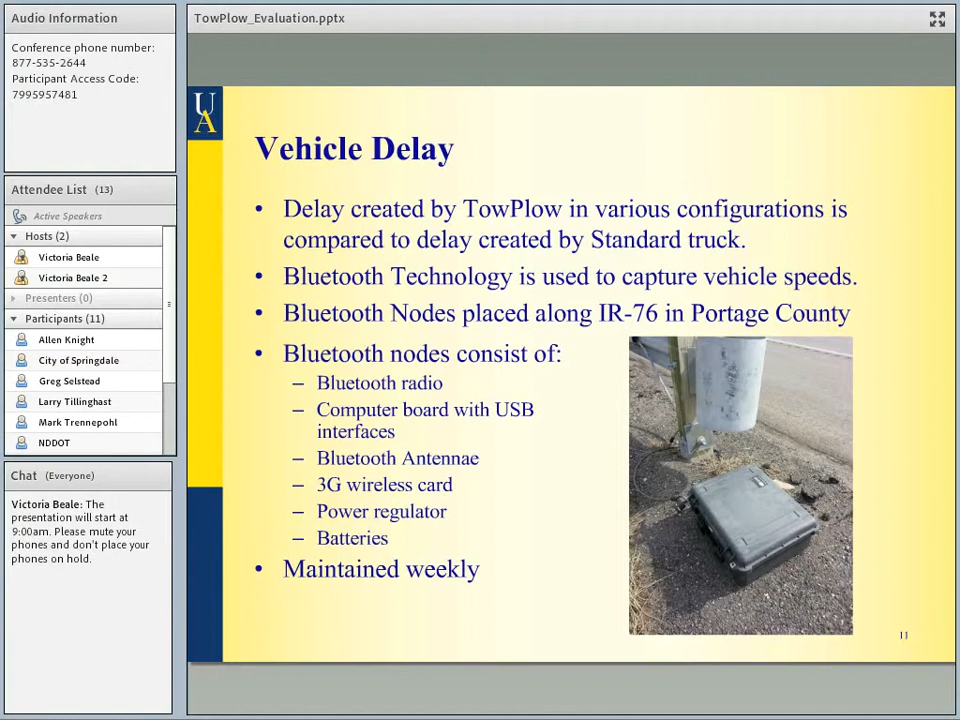 Audio Information
Conference phone number:
877-535-2644
Participant Access Code:
7995957481
Attendee List (13)
Active Speakers
Hosts (2)
Victoria Beale
Victoria Beale 2
Presenters (0)
Participants (11)
Allen Knight
City of Springdale
Greg Selstead
Larry Tillinghast
Mark Trennepohl
NDDOT
Chat (Everyone)
Victoria Beale: The
presentation will start at
9:00am. Please mute your
phones and don't place your
phones on hold.
TowPlow_Evaluation.pptx
UA
Vehicle Delay
• Delay created by TowPlow in various configurations is
compared to delay created by Standard truck.
• Bluetooth Technology is used to capture vehicle speeds.
• Bluetooth Nodes placed along IR-76 in Portage County
• Bluetooth nodes consist of:
– Bluetooth radio
– Computer board with USB
interfaces
– Bluetooth Antennae
– 3G wireless card
– Power regulator
– Batteries
• Maintained weekly
11